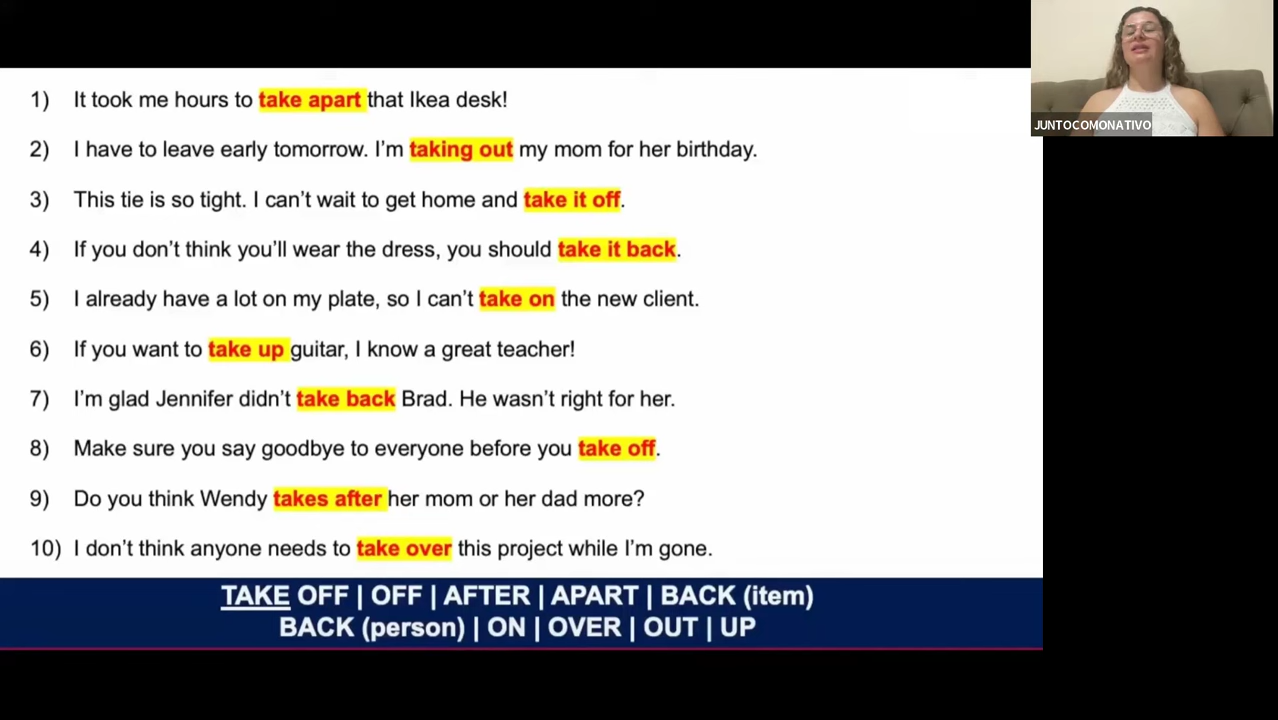 1) It took me hours to take apart that Ikea desk!
JUNTOCOMONATIVO
2) I have to leave early tomorrow. I'm taking out my mom for her birthday.
3) This tie is so tight. I can't wait to get home and take it off.
4) If you don't think you'll wear the dress, you should take it back.
5) I already have a lot on my plate, so I can't take on the new client.
6) If you want to take up guitar, I know a great teacher!
7) I'm glad Jennifer didn't take back Brad. He wasn't right for her.
8) Make sure you say goodbye to everyone before you take off.
9) Do you think Wendy takes after her mom or her dad more?
10) I don't think anyone needs to take over this project while I'm gone.
TAKE OFF | OFF | AFTER | APART | BACK (item)
BACK (person) | ON | OVER | OUT | UP